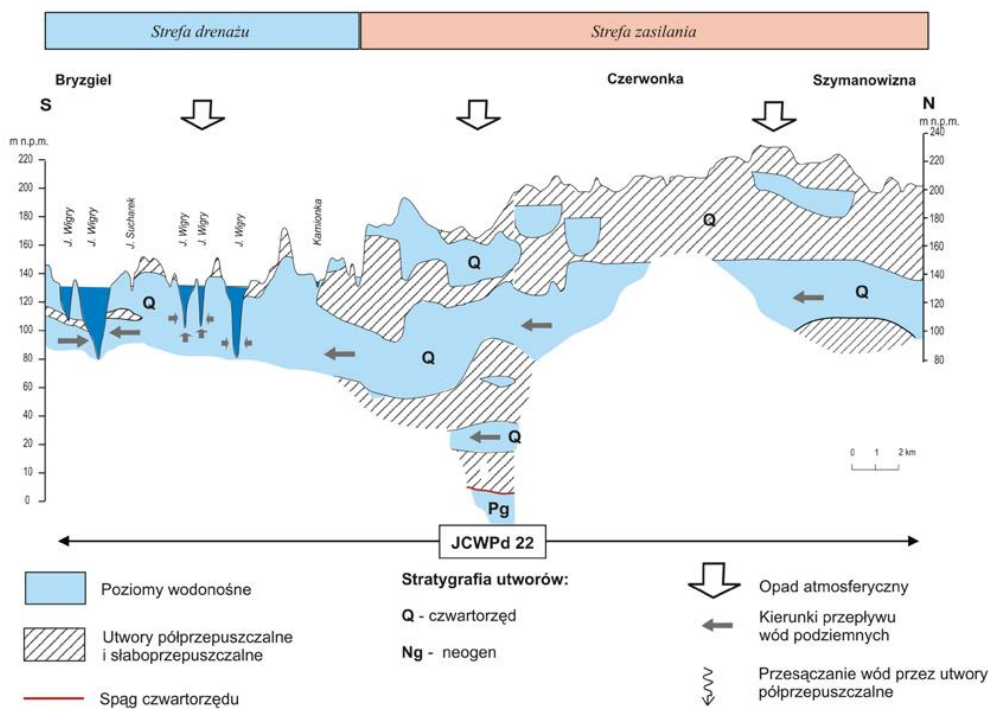 Strefa drenażu
Strefa zasilania
Bryzgiel
Czerwonka
Szymanowizna
S
N
m n.p.m.
m n.p.m.
220
200
180
160
140
120
100
80
60
40
20
0
240
220
200
180
160
140
120
100
80
J. Wigry
J. Wigry
J. Sucharek
J. Wigry
J. Wigry
J. Wigry
Kamionka
Q
Q
Q
Q
Q
Q
Pg
0 1 2 km
JCWPd 22
Poziomy wodonośne
Utwory półprzepuszczalne
i słaboprzepuszczalne
Spąg czwartorzędu
Stratygrafia utworów:
Q - czwartorzęd
Ng - neogen
Opad atmosferyczny
Kierunki przepływu
wód podziemnych
Przesączanie wód przez utwory
półprzepuszczalne